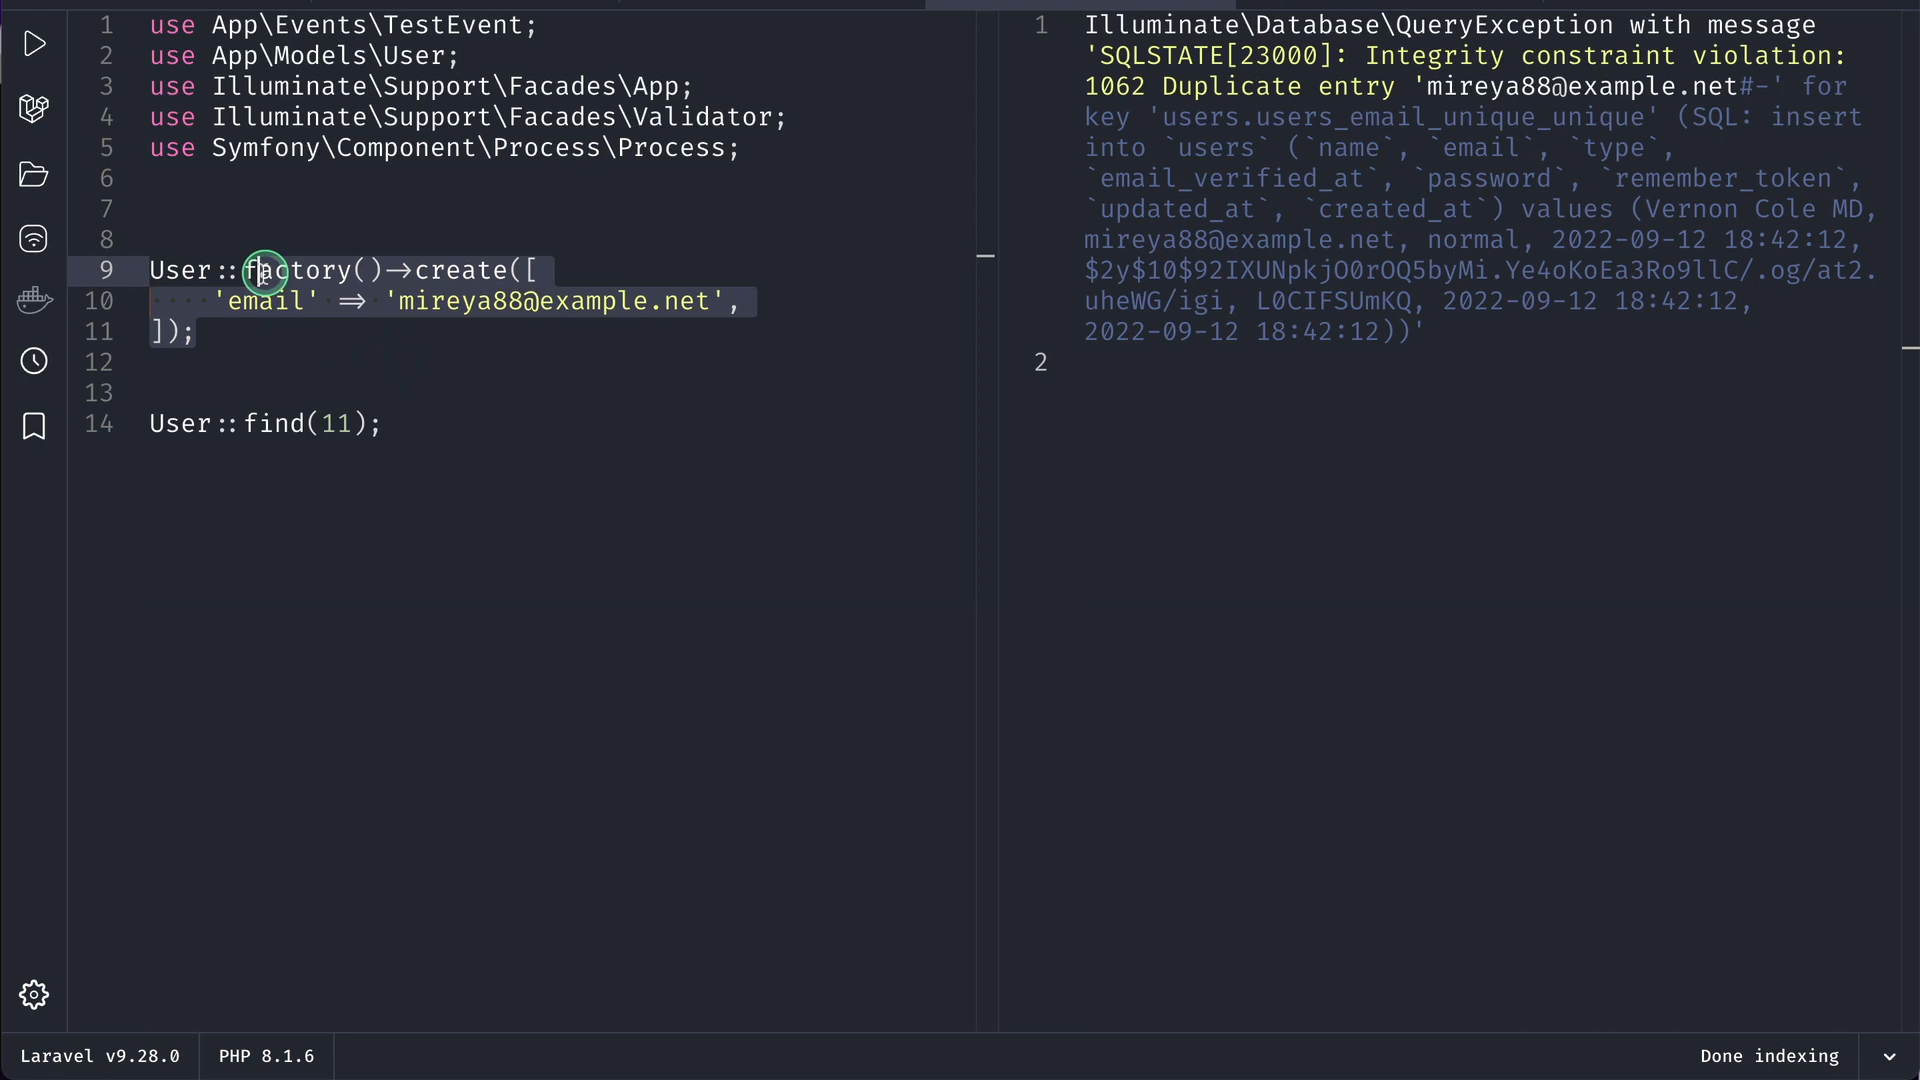 1 use App\Events\TestEvent;
2 use App\Models\User;
3 use Illuminate\Support\Facades\App;
4 use Illuminate\Support\Facades\Validator;
5 use Symfony\Component\Process\Process;
6
7
8
9 User::factory()->create([
10 ····'email' => 'mireya88@example.net',
11 ]);
12
13
14 User::find(11);
1 Illuminate\Database\QueryException with message
'SQLSTATE[23000]: Integrity constraint violation:
1062 Duplicate entry 'mireya88@example.net#-' for
key 'users.users_email_unique_unique' (SQL: insert
into `users` (`name`, `email`, `type`,
`email_verified_at`, `password`, `remember_token`,
`updated_at`, `created_at`) values (Vernon Cole MD,
mireya88@example.net, normal, 2022-09-12 18:42:12,
$2y$10$92IXUNpkjO0rOQ5byMi.Ye4oKoEa3Ro9llC/.og/at2.
uheWG/igi, L0CIFSUmKQ, 2022-09-12 18:42:12,
2022-09-12 18:42:12))'
2
Laravel v9.28.0
PHP 8.1.6
Done indexing